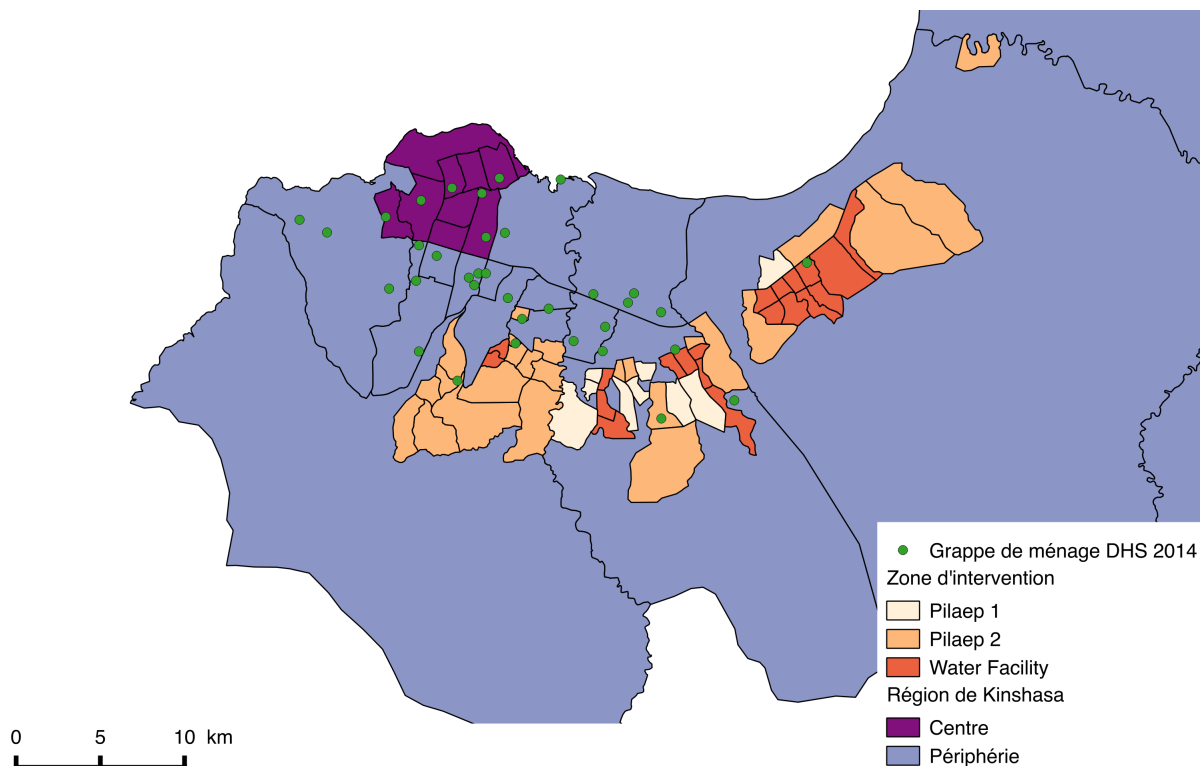 Grappe de ménage DHS 2014
Zone d'intervention
Pilaep 1
Pilaep 2
Water Facility
Région de Kinshasa
Centre
Périphérie
0 5 10 km